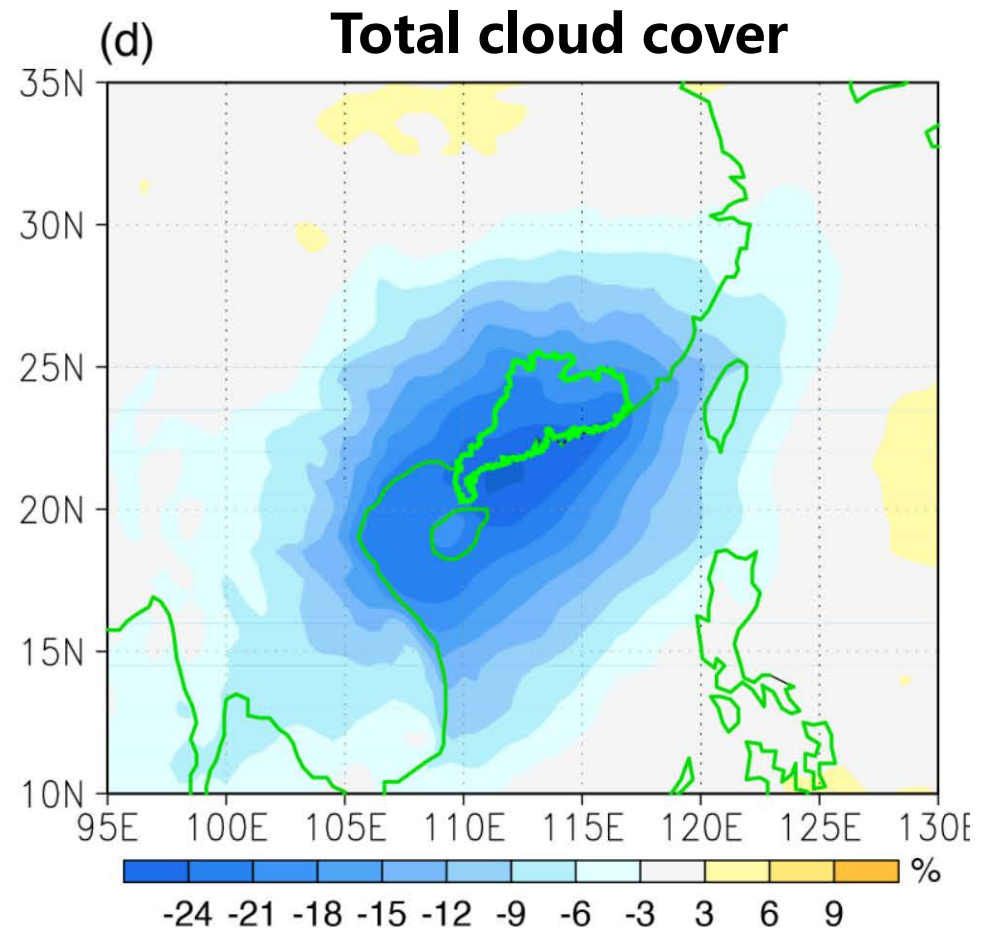 (d) Total cloud cover
35N
30N
25N
20N
15N
10N
95E 100E 105E 110E 115E 120E 125E 130E
%
-24 -21 -18 -15 -12 -9 -6 -3 3 6 9